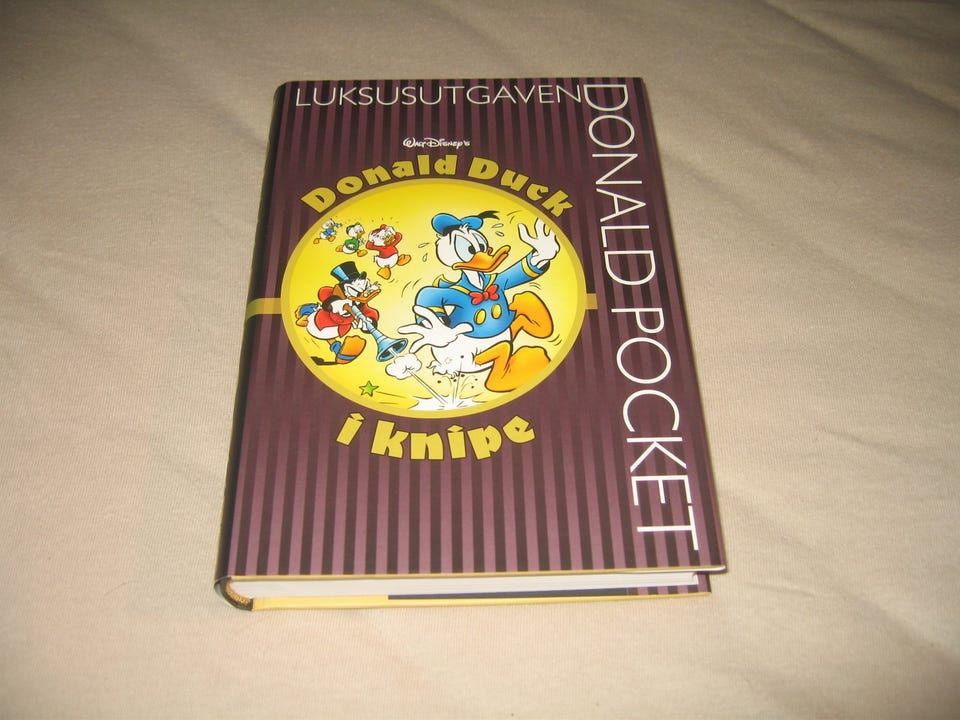 LUKSUSUTGAVEN
DONALD POCKET
Walt Disney's
Donald Duck
i knipe